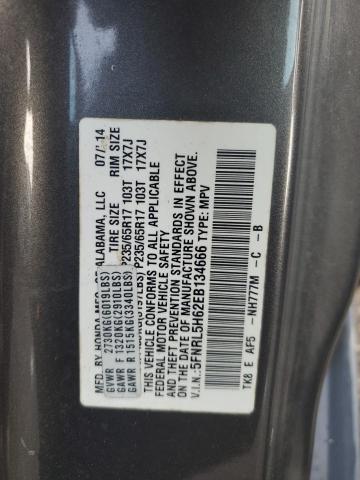 MFD. BY HONDA MFG. OF ALABAMA, LLC 07/14
GVWR 2730KG(6019LBS) TIRE SIZE RIM SIZE
GAWR F 1320KG(2910LBS) P235/65R17 103T 17X7J
GAWR R 1515KG(3340LBS) P235/65R17 103T 17X7J
THIS VEHICLE CONFORMS TO ALL APPLICABLE
FEDERAL MOTOR VEHICLE SAFETY
AND THEFT PREVENTION STANDARDS IN EFFECT
ON THE DATE OF MANUFACTURE SHOWN ABOVE.
V.I.N.: 5FNRL5H62EB134666 TYPE: MPV
TK8 E AF5 -NH777M -C -B